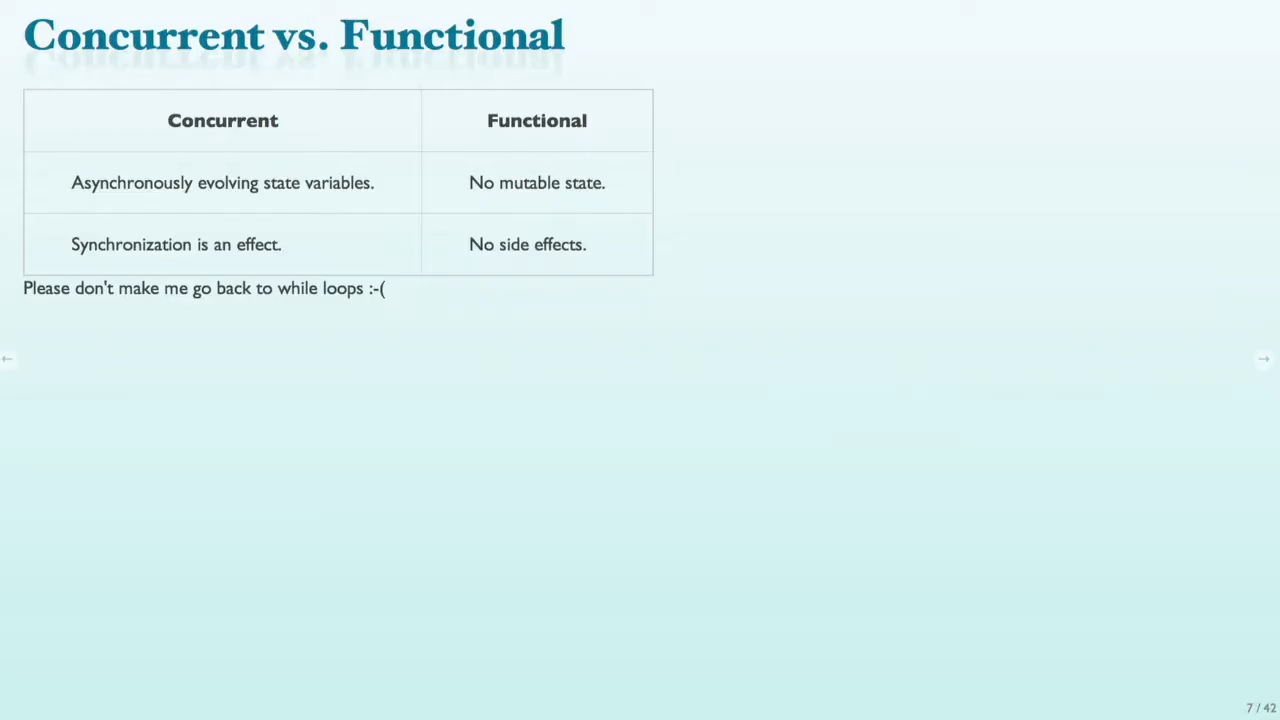 Concurrent vs. Functional
Concurrent Functional
Asynchronously evolving state variables. No mutable state.
Synchronization is an effect. No side effects.
Please don't make me go back to while loops :-(
← →
7 / 42